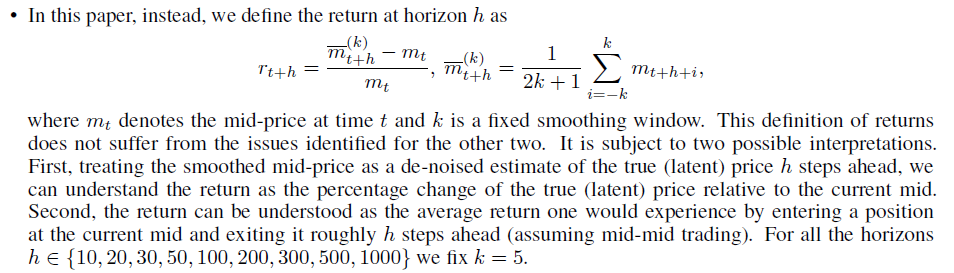 • In this paper, instead, we define the return at horizon h as
r_{t+h} = \frac{\overline{m}_{t+h}^{(k)} - m_t}{m_t}, \overline{m}_{t+h}^{(k)} = \frac{1}{2k+1} \sum_{i=-k}^{k} m_{t+h+i},
where m_t denotes the mid-price at time t and k is a fixed smoothing window. This definition of returns
does not suffer from the issues identified for the other two. It is subject to two possible interpretations.
First, treating the smoothed mid-price as a de-noised estimate of the true (latent) price h steps ahead, we
can understand the return as the percentage change of the true (latent) price relative to the current mid.
Second, the return can be understood as the average return one would experience by entering a position
at the current mid and exiting it roughly h steps ahead (assuming mid-mid trading). For all the horizons
h ∈ {10, 20, 30, 50, 100, 200, 300, 500, 1000} we fix k = 5.